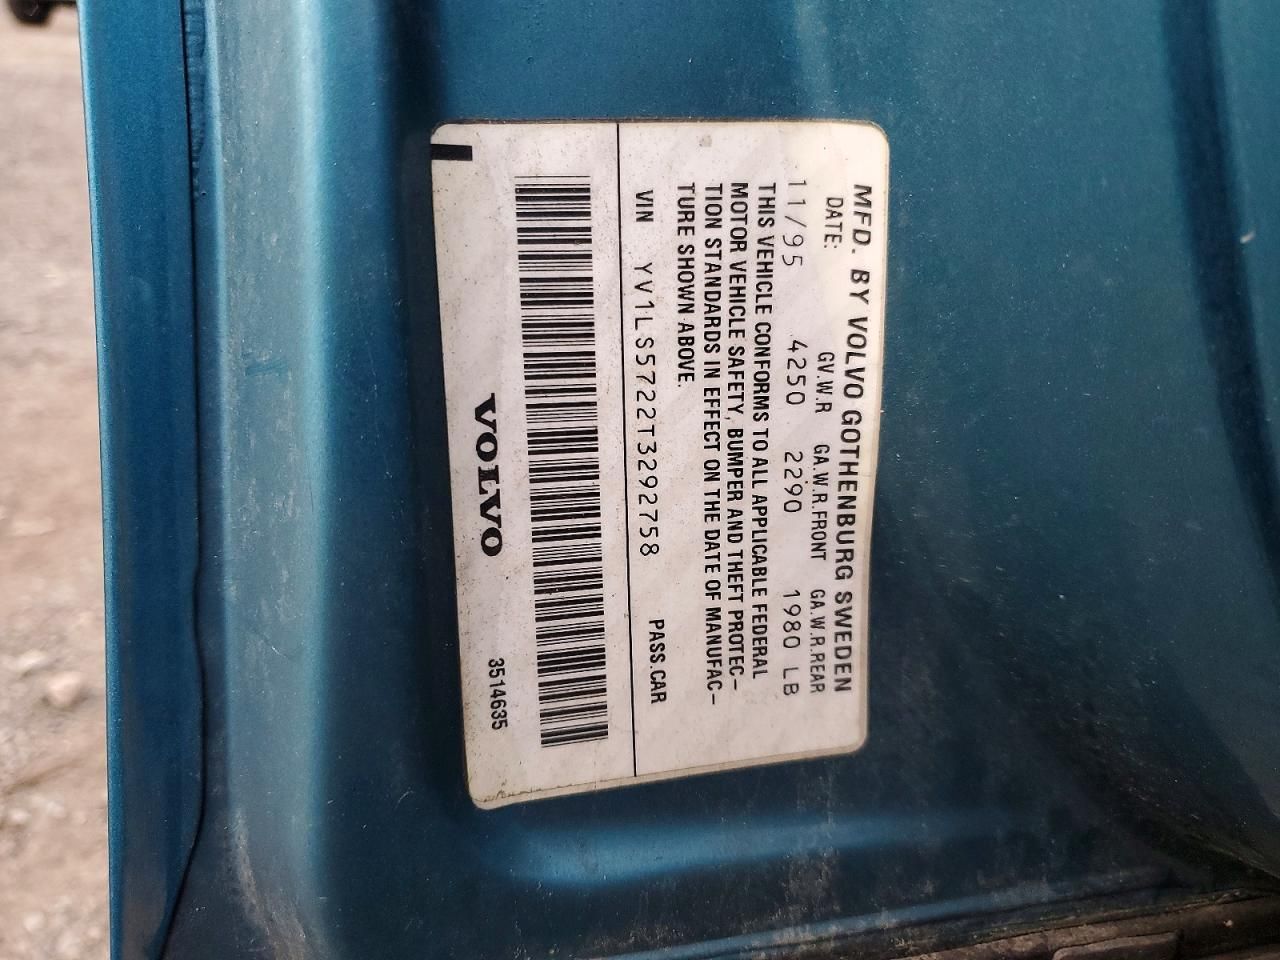 MFD. BY VOLVO GOTHENBURG SWEDEN
DATE: GV.W.R GA.W.R.FRONT GA.W.R.REAR
11/95 4250 2290 1980 LB
THIS VEHICLE CONFORMS TO ALL APPLICABLE FEDERAL
MOTOR VEHICLE SAFETY, BUMPER AND THEFT PROTEC-
TION STANDARDS IN EFFECT ON THE DATE OF MANUFAC-
TURE SHOWN ABOVE.
VIN YV1LS5722T3292758 PASS.CAR
VOLVO 3514635